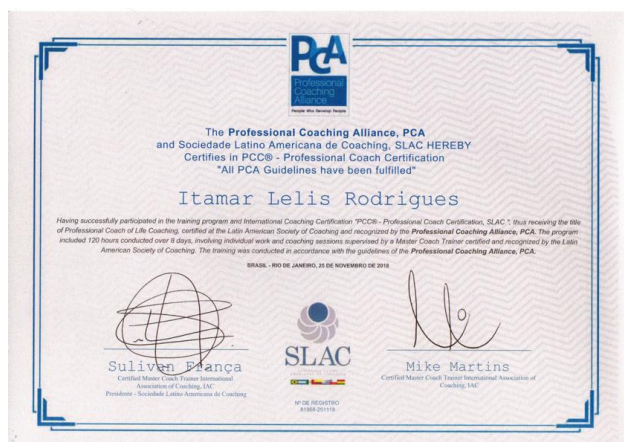 PCA
Professional
Coaching
Alliance
People Who Develop People
The Professional Coaching Alliance, PCA
and Sociedade Latino Americana de Coaching, SLAC HEREBY
Certifies in PCC® - Professional Coach Certification
"All PCA Guidelines have been fulfilled"
Itamar Lelis Rodrigues
Having successfully participated in the training program and International Coaching Certification "PCC® - Professional Coach Certification, SLAC ", thus receiving the title
of Professional Coach of Life Coaching, certified at the Latin American Society of Coaching and recognized by the Professional Coaching Alliance, PCA. The program
included 120 hours conducted over 8 days, involving individual work and coaching sessions supervised by a Master Coach Trainer certified and recognized by the Latin
American Society of Coaching. The training was conducted in accordance with the guidelines of the Professional Coaching Alliance, PCA.
BRASIL - RIO DE JANEIRO, 25 DE NOVEMBRO DE 2018
Sulivan França
Certified Master Coach Trainer International
Association of Coaching, IAC
Presidente - Sociedade Latino Americana de Coaching
SLAC
Nº DE REGISTRO
Mike Martins
Certified Master Coach Trainer International Association of
Coaching, IAC